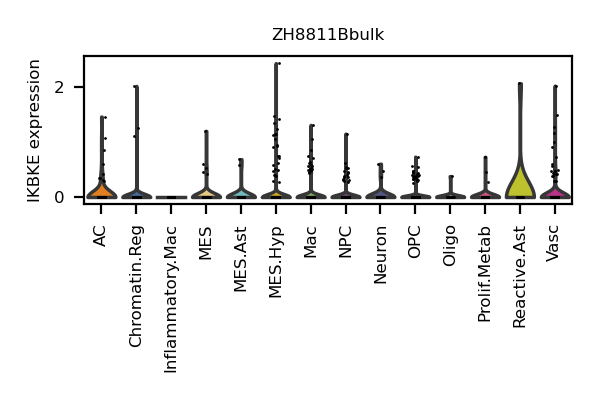 ZH8811Bbulk
IKBKE expression
2
0
AC
Chromatin.Reg
Inflammatory.Mac
MES
MES.Ast
MES.Hyp
Mac
NPC
Neuron
OPC
Oligo
Prolif.Metab
Reactive.Ast
Vasc